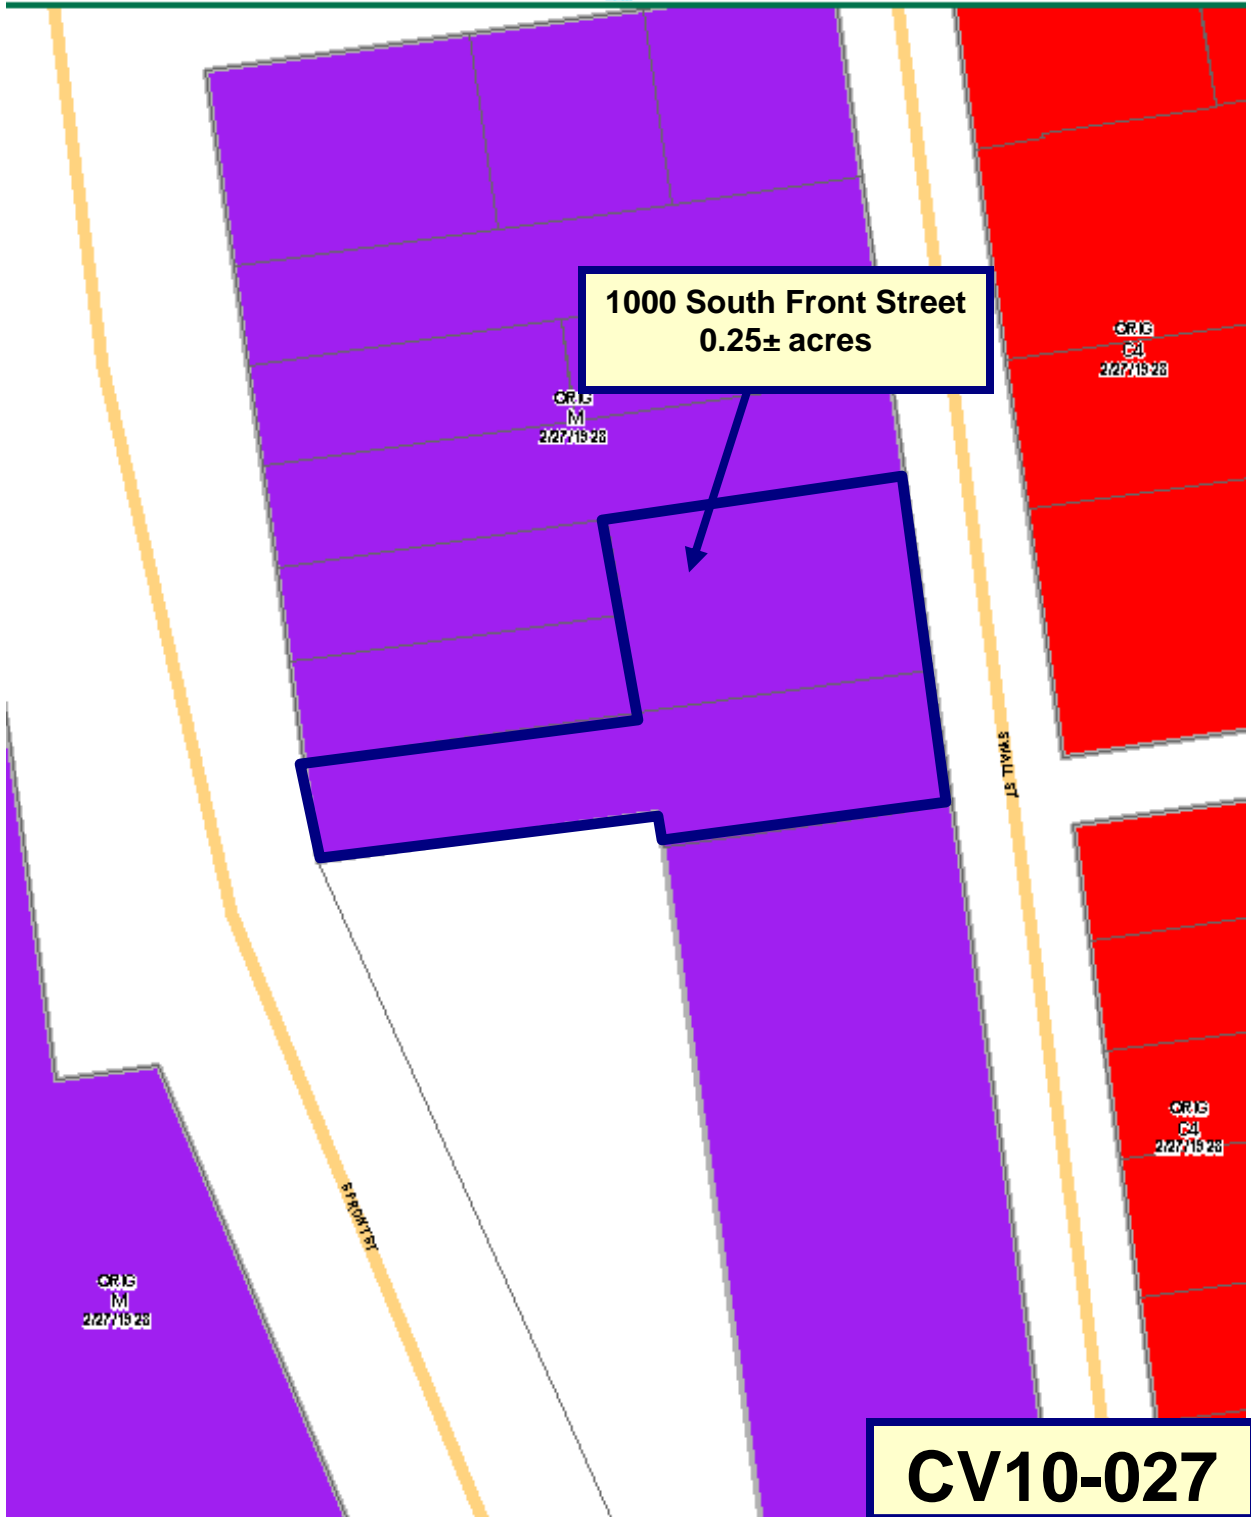 1000 South Front Street
0.25± acres
ORIG
C4
2/27/1928
ORIG
M
2/27/1928
S WALL ST
ORIG
C4
2/27/1928
S FRONT ST
ORIG
M
2/27/1928
CV10-027